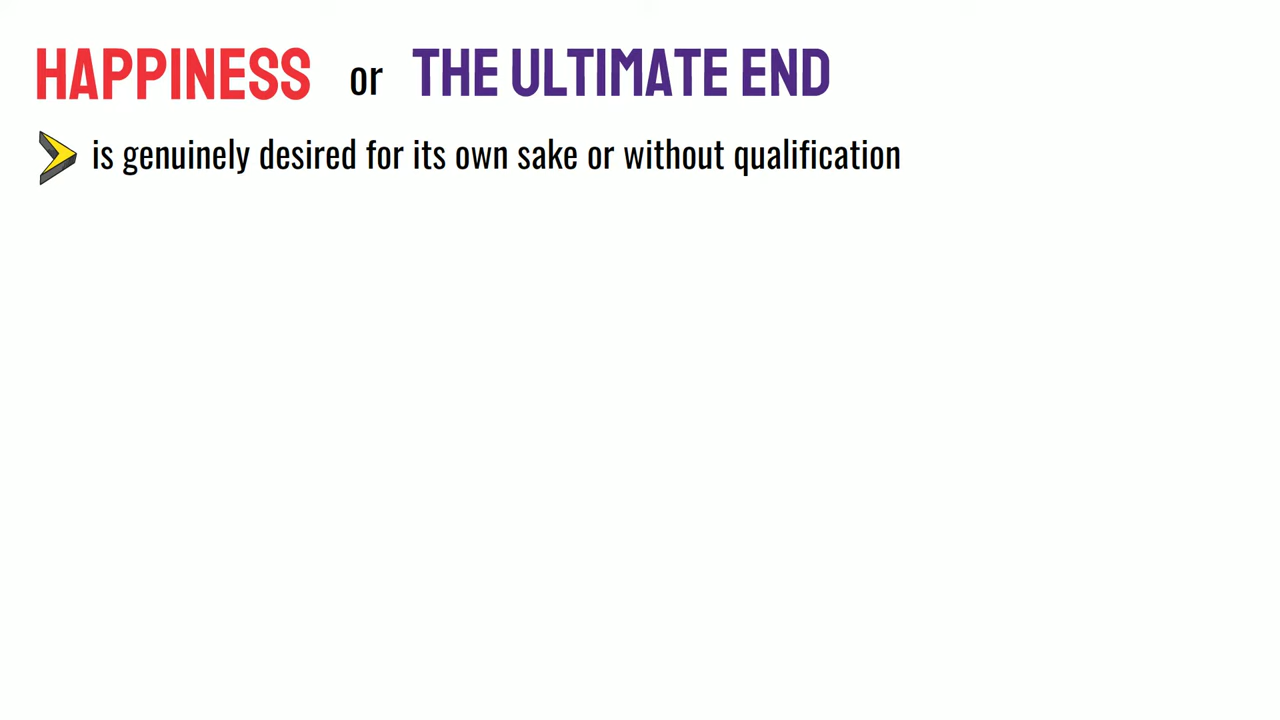 HAPPINESS or THE ULTIMATE END
is genuinely desired for its own sake or without qualification